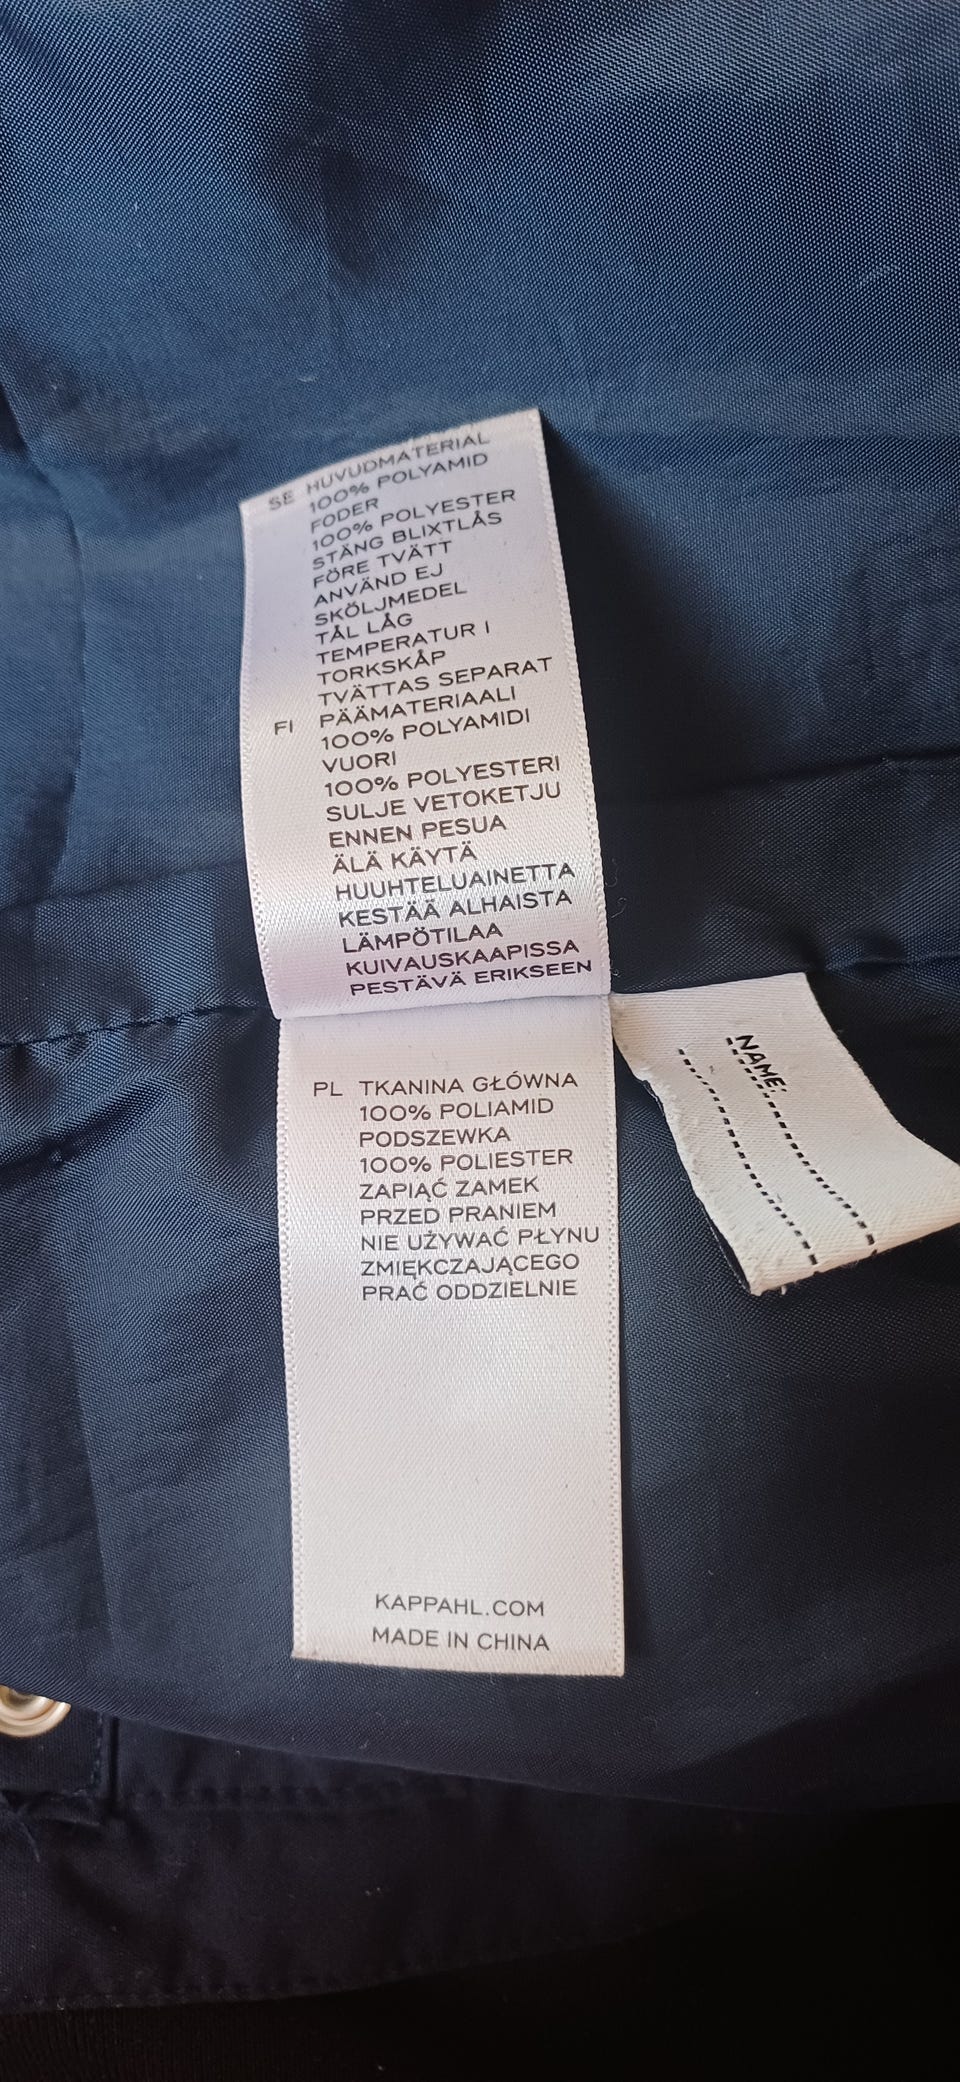 SE HUVUDMATERIAL
100% POLYAMID
FODER
100% POLYESTER
STÄNG BLIXTLÅS
FÖRE TVÄTT
ANVÄND EJ
SKÖLJMEDEL
TÅL LÅG
TEMPERATUR I
TORKSKÅP
TVÄTTAS SEPARAT
FI PÄÄMATERIAALI
100% POLYAMIDI
VUORI
100% POLYESTERI
SULJE VETOKETJU
ENNEN PESUA
ÄLÄ KÄYTÄ
HUUHTELUAINETTA
KESTÄÄ ALHAISTA
LÄMPÖTILAA
KUIVAUSKAAPISSA
PESTÄVÄ ERIKSEEN
PL TKANINA GŁÓWNA
100% POLIAMID
PODSZEWKA
100% POLIESTER
ZAPIĄĆ ZAMEK
PRZED PRANIEM
NIE UŻYWAĆ PŁYNU
ZMIĘKCZAJĄCEGO
PRAĆ ODDZIELNIE
KAPPAHL.COM
MADE IN CHINA
NAME: